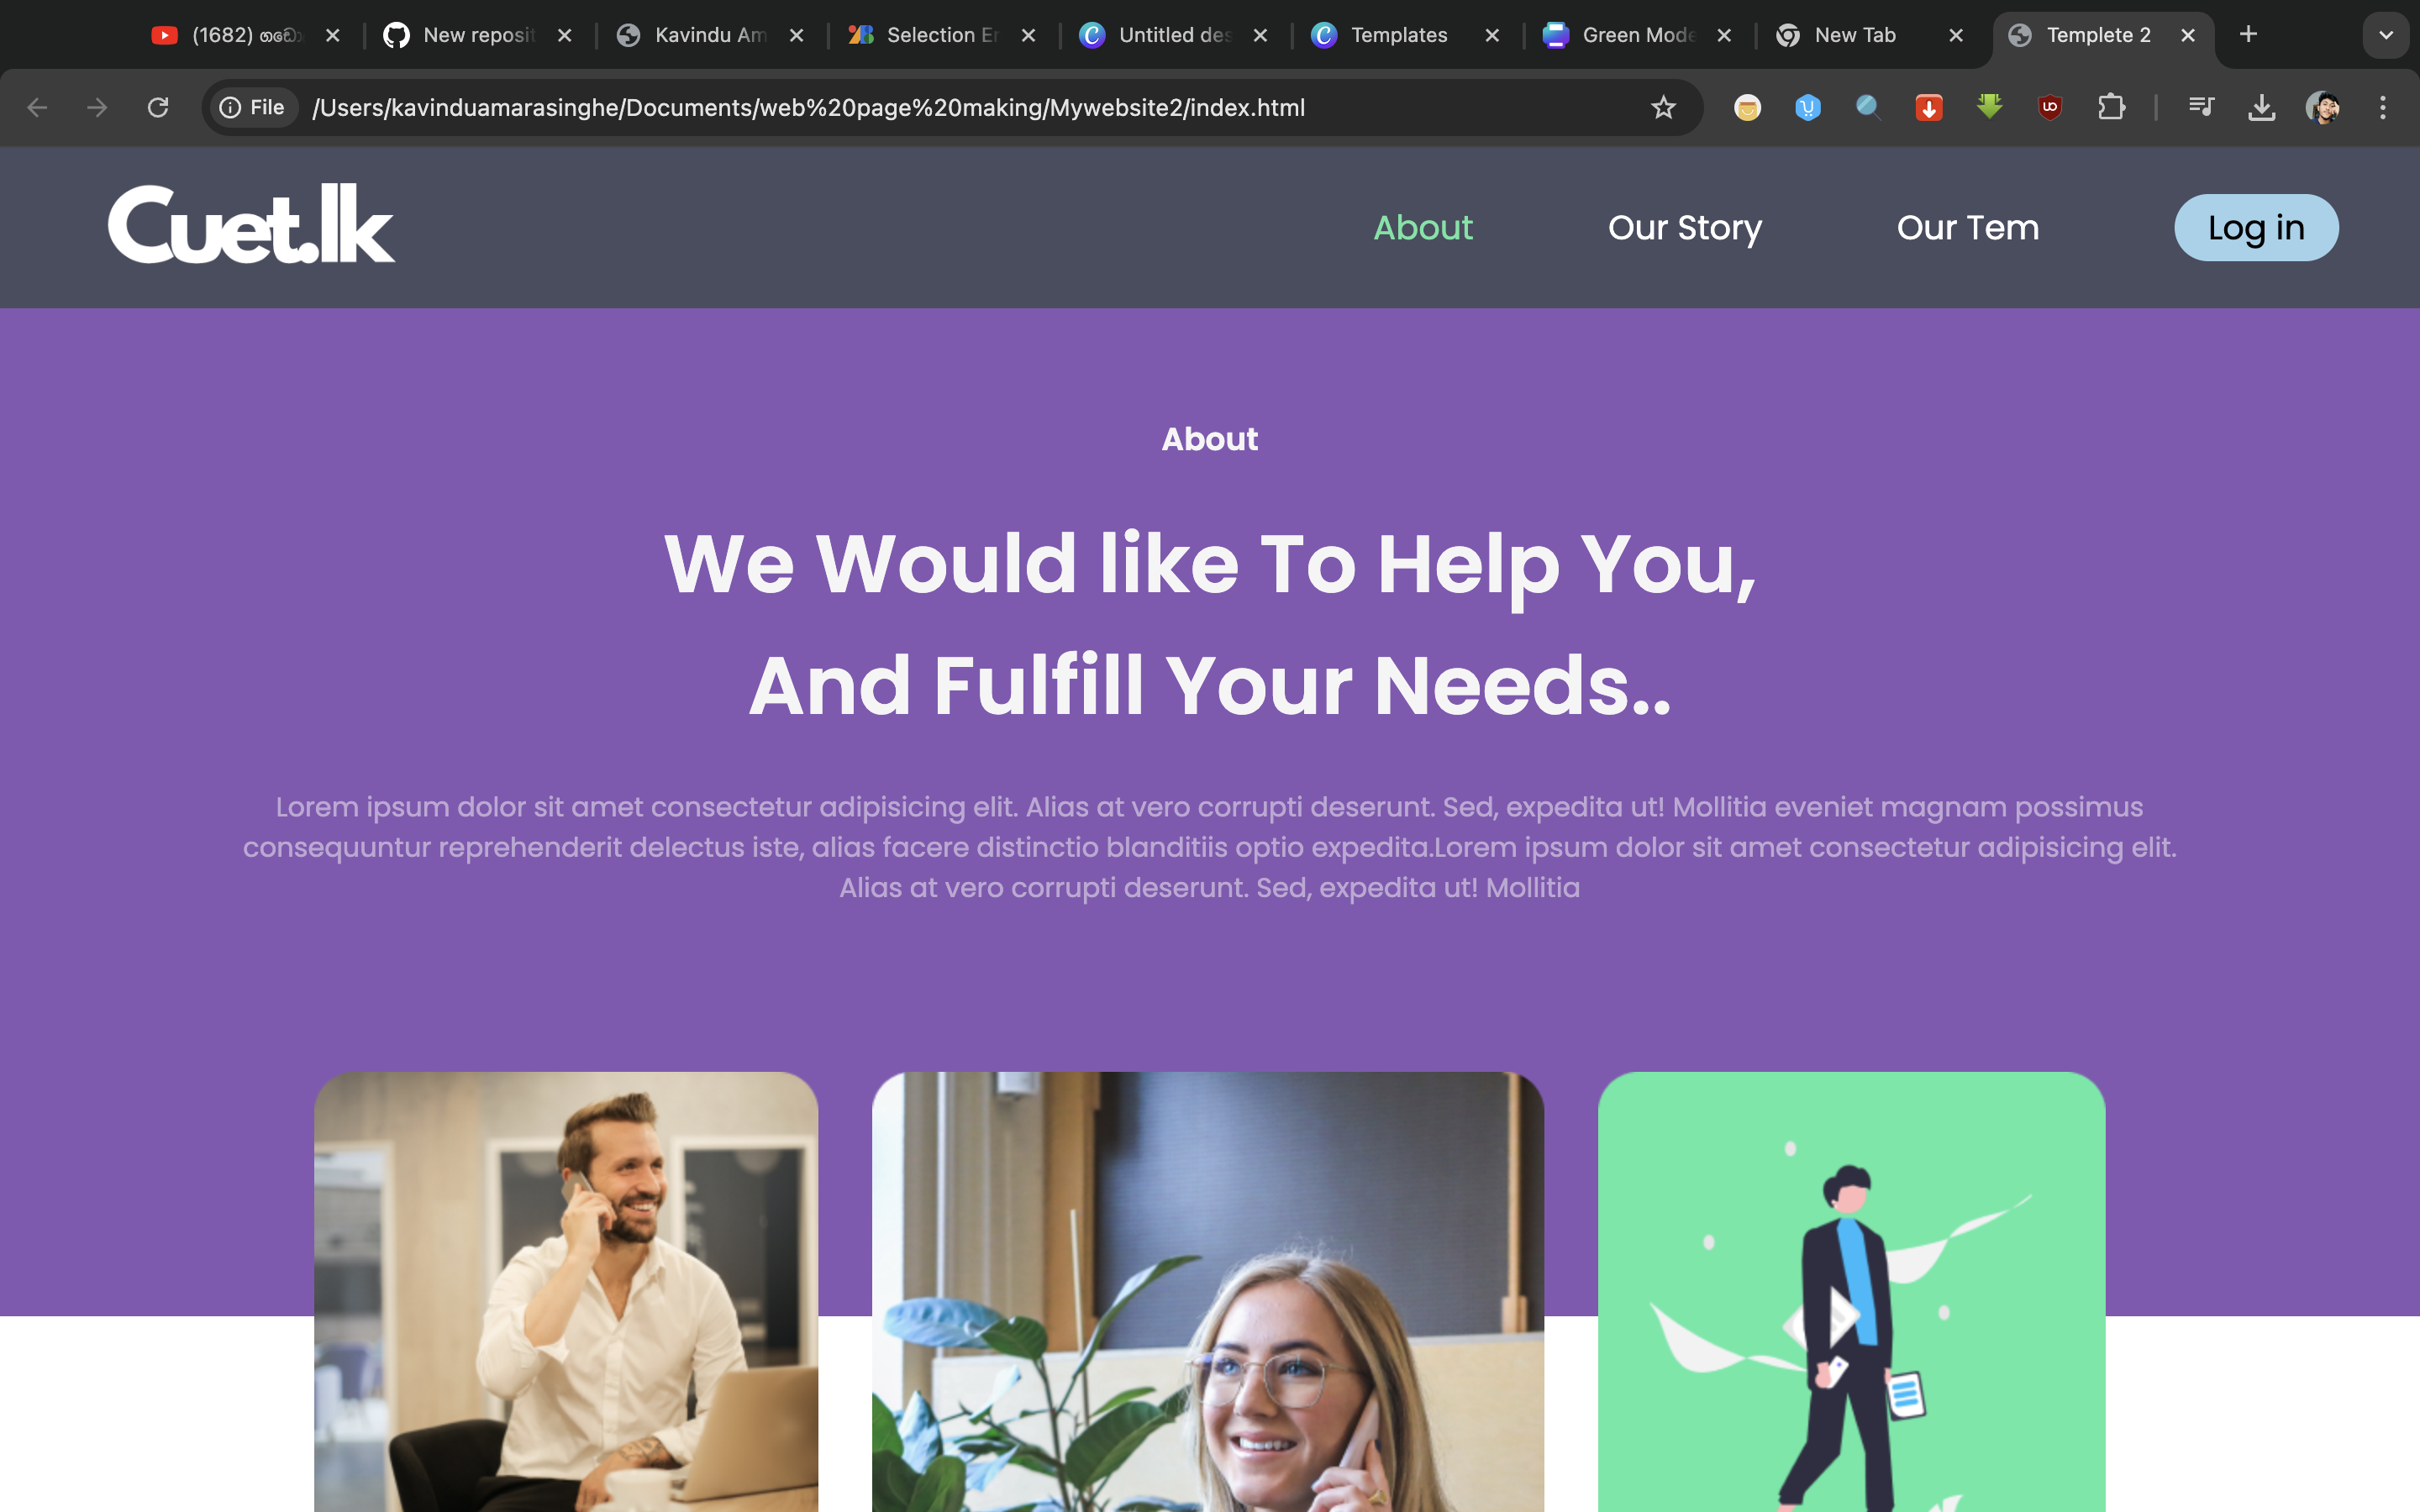 (1682)
New reposit
Kavindu Am
Selection Er
Untitled des
Templates
Green Mode
New Tab
Templete 2
File
/Users/kavinduamarasinghe/Documents/web%20page%20making/Mywebsite2/index.html
Cuet.lk
About
Our Story
Our Tem
Log in
About
We Would like To Help You,
And Fulfill Your Needs..
Lorem ipsum dolor sit amet consectetur adipisicing elit. Alias at vero corrupti deserunt. Sed, expedita ut! Mollitia eveniet magnam possimus
consequuntur reprehenderit delectus iste, alias facere distinctio blanditiis optio expedita.Lorem ipsum dolor sit amet consectetur adipisicing elit.
Alias at vero corrupti deserunt. Sed, expedita ut! Mollitia